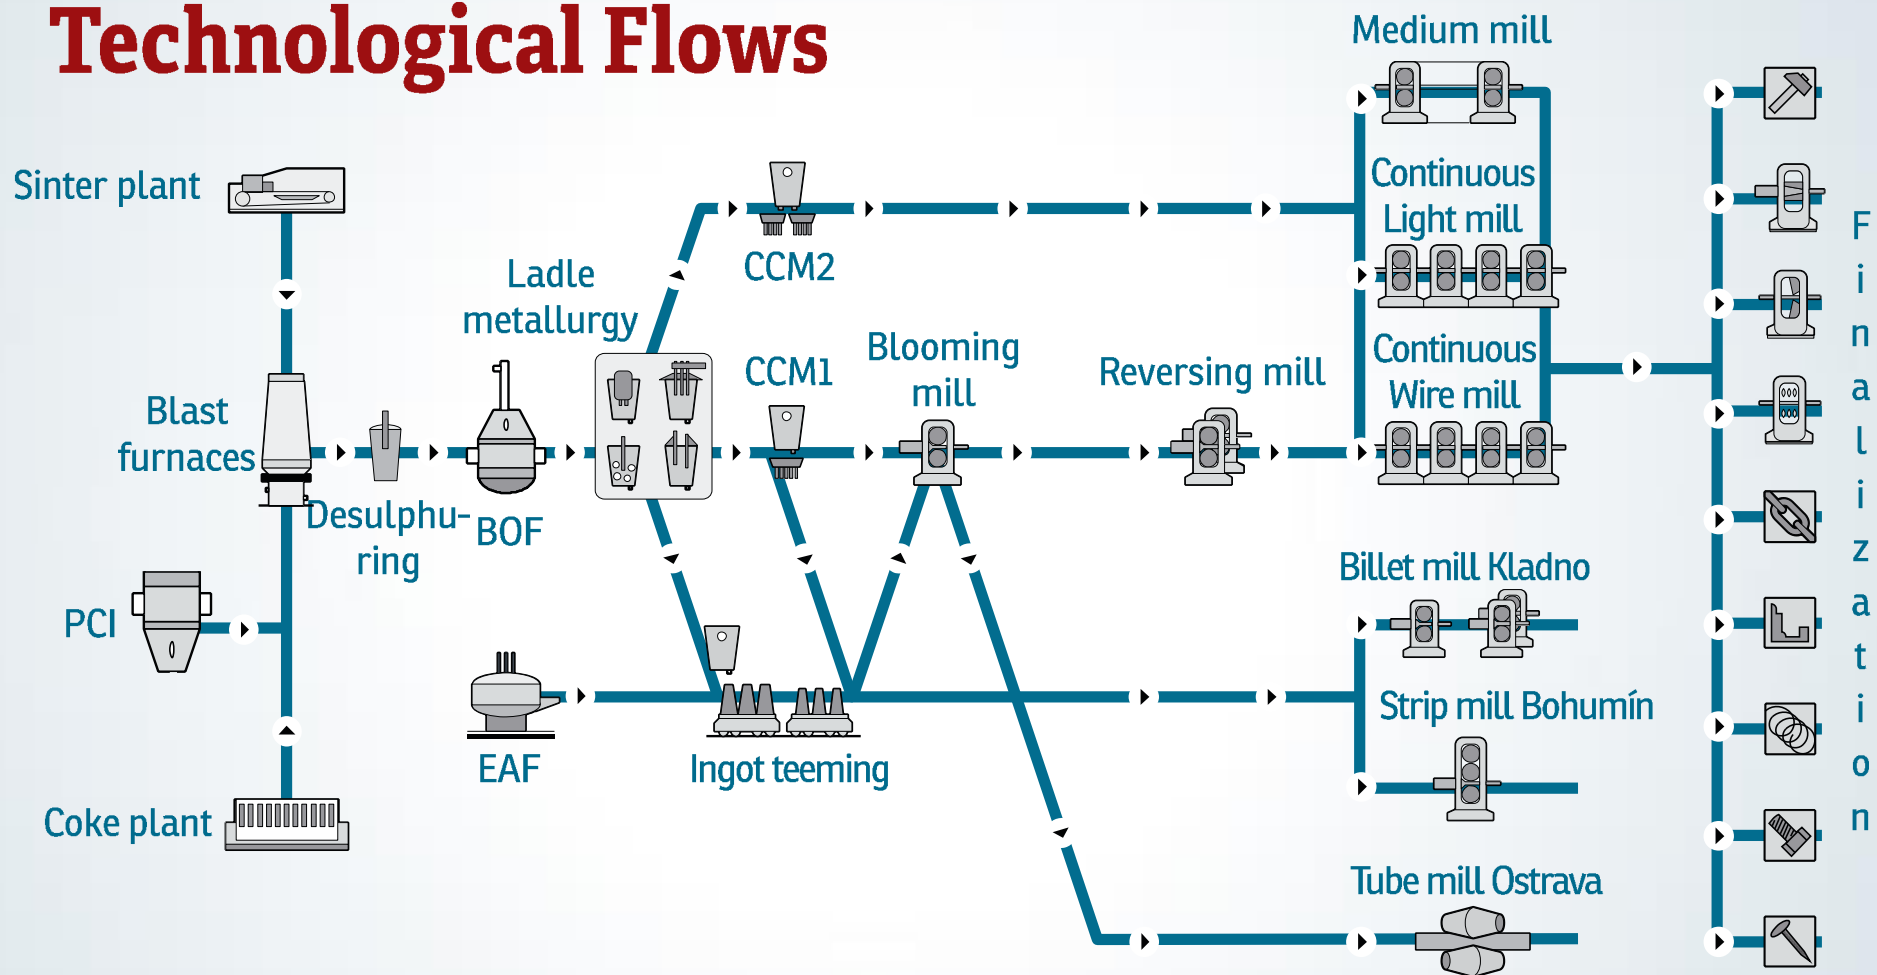 Technological Flows
Medium mill
Sinter plant
Continuous
Light mill
Ladle
metallurgy
CCM2
CCM1
Blooming
mill
Reversing mill
Continuous
Wire mill
Blast
furnaces
Desulphu-
ring
BOF
PCI
Billet mill Kladno
Strip mill Bohumín
EAF
Ingot teeming
Coke plant
Tube mill Ostrava
Finalization